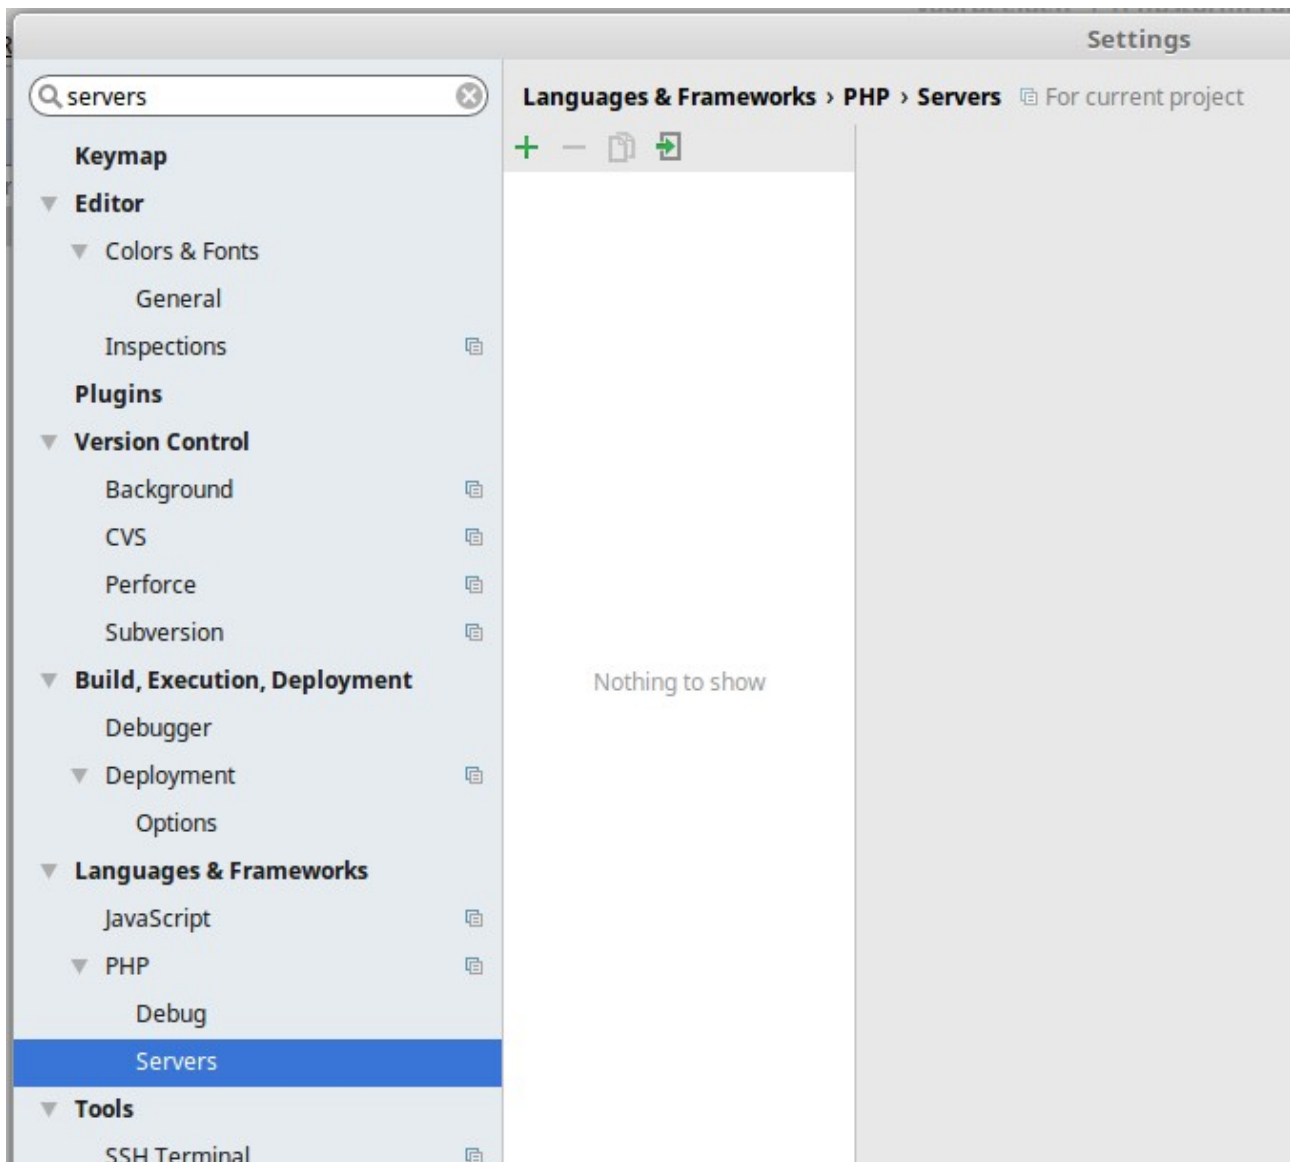 Settings
servers
Languages & Frameworks › PHP › Servers For current project
Keymap
Editor
Colors & Fonts
General
Inspections
Plugins
Version Control
Background
CVS
Perforce
Subversion
Build, Execution, Deployment
Nothing to show
Debugger
Deployment
Options
Languages & Frameworks
JavaScript
PHP
Debug
Servers
Tools
SSH Terminal